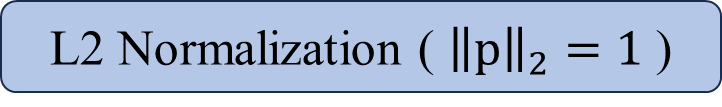 L2 Normalization ( ‖p‖₂ = 1 )